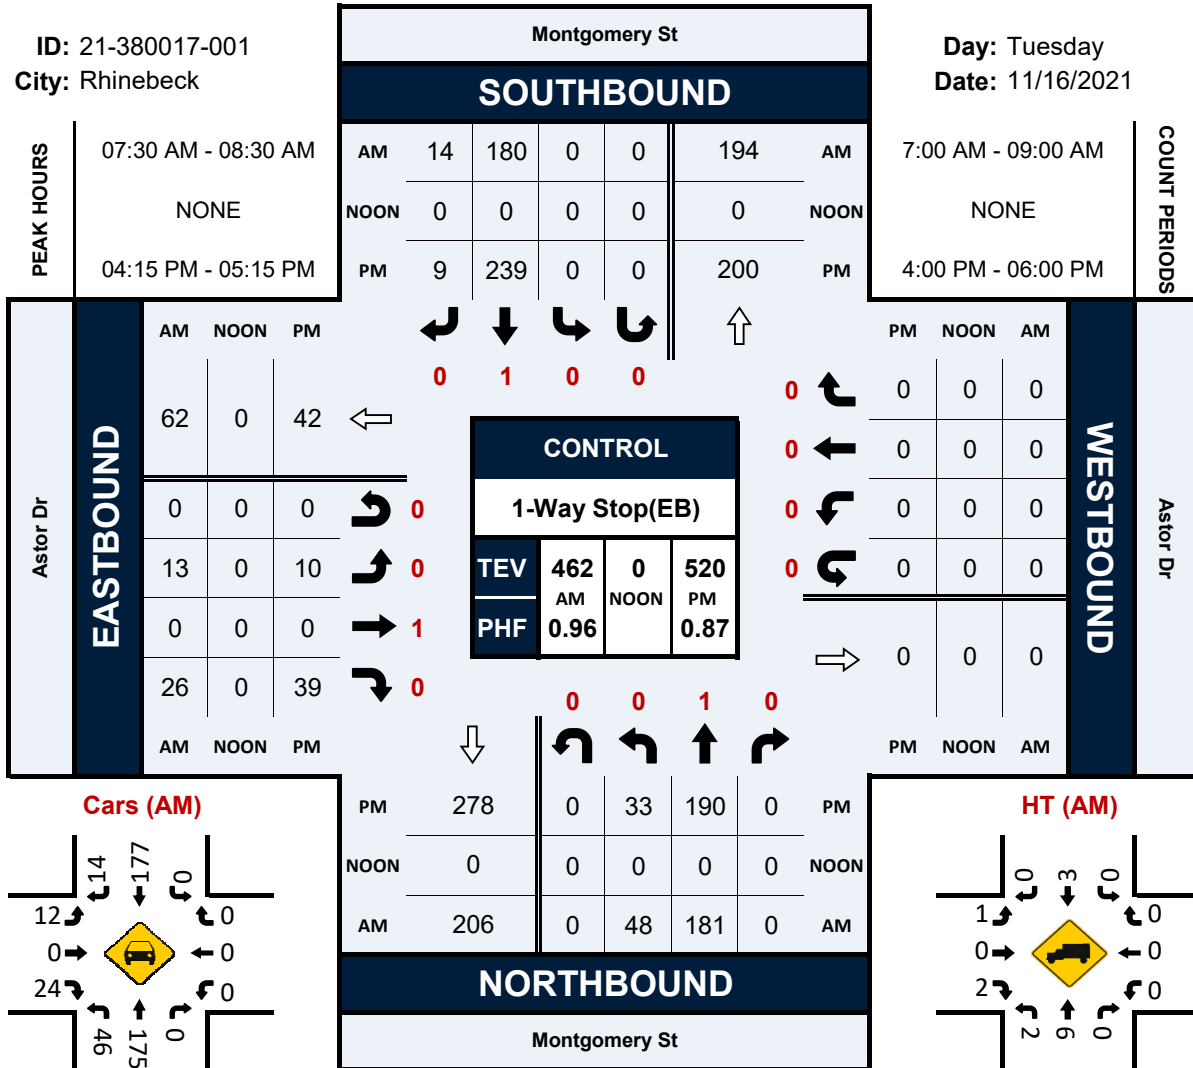 Montgomery St
ID: 21-380017-001
City: Rhinebeck
Day: Tuesday
Date: 11/16/2021
SOUTHBOUND
PEAK HOURS
07:30 AM - 08:30 AM
NONE
04:15 PM - 05:15 PM
AM 14 180 0 0 194 AM
NOON 0 0 0 0 0 NOON
PM 9 239 0 0 200 PM
7:00 AM - 09:00 AM
NONE
4:00 PM - 06:00 PM
COUNT PERIODS
0 1 0 0
Astor Dr
EASTBOUND
AM NOON PM
62 0 42
0 0 0 0
13 0 10 0
0 0 0 1
26 0 39 0
AM NOON PM
CONTROL
1-Way Stop(EB)
TEV 462 0 520
AM NOON PM
PHF 0.96 0.87
PM NOON AM
0 0 0 0
0 0 0 0
0 0 0 0
0 0 0 0
0 0 0
PM NOON AM
WESTBOUND
Astor Dr
0 0 1 0
PM 278 0 33 190 0 PM
NOON 0 0 0 0 0 NOON
AM 206 0 48 181 0 AM
NORTHBOUND
Montgomery St
Cars (AM)
14 177 0
12 0
0 0
24 0
46 175 0
HT (AM)
0 3 0
1 0
0 0
2 0
2 6 0